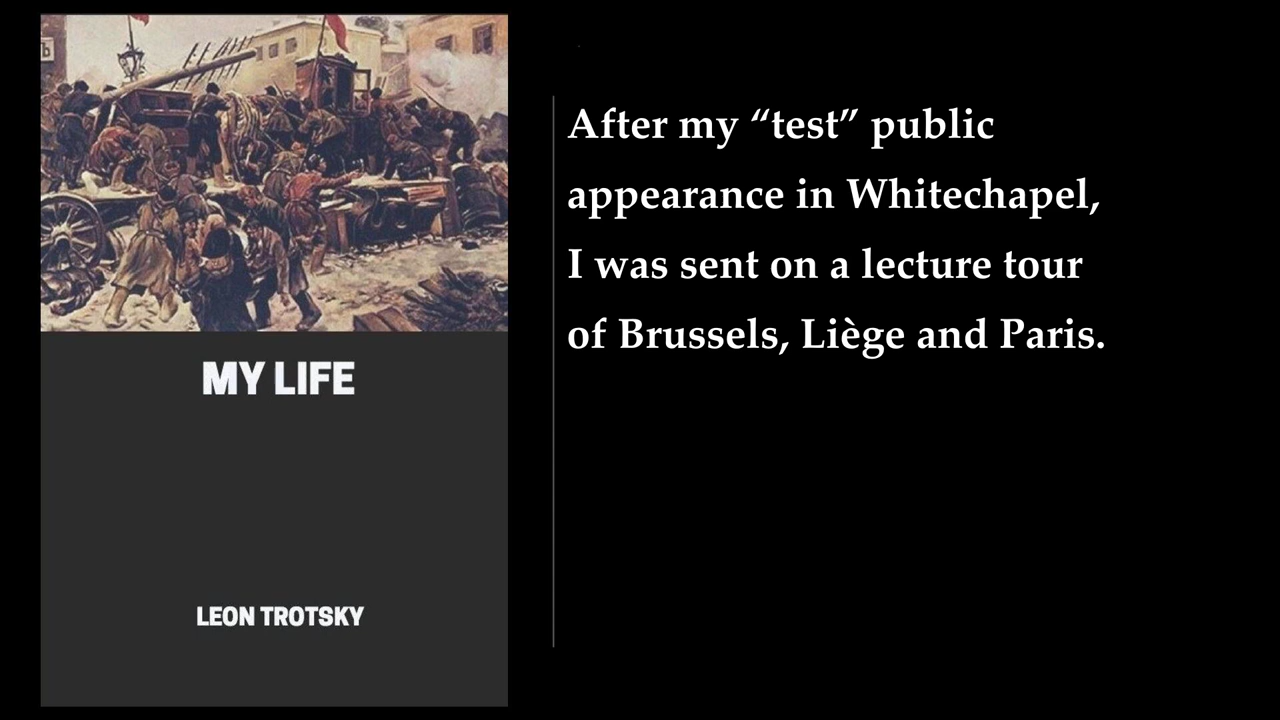 Ъ
MY LIFE
LEON TROTSKY
After my “test” public
appearance in Whitechapel,
I was sent on a lecture tour
of Brussels, Liège and Paris.